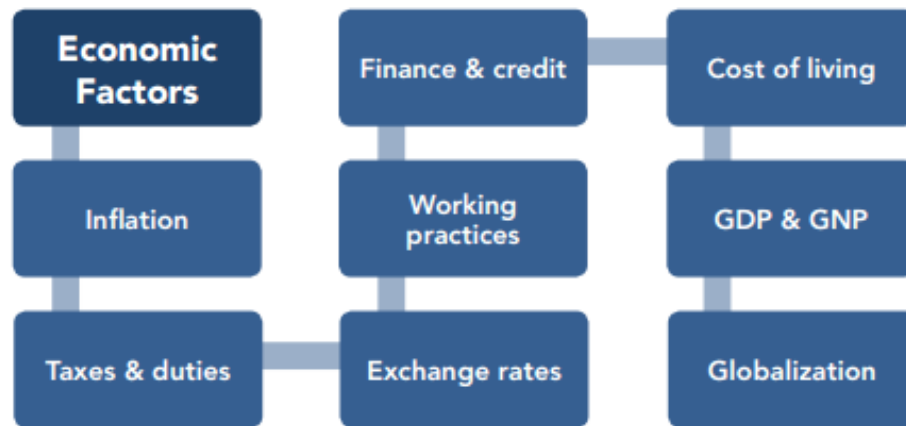 Economic
Factors
Inflation
Taxes & duties
Exchange rates
Working
practices
Finance & credit
Cost of living
GDP & GNP
Globalization